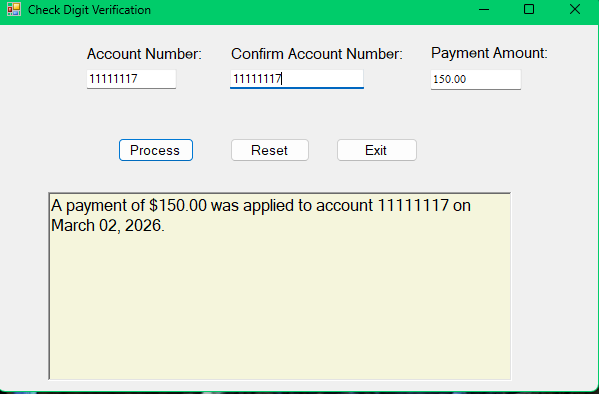 Check Digit Verification
Account Number: Confirm Account Number: Payment Amount:
11111117 11111117 150.00
Process Reset Exit
A payment of $150.00 was applied to account 11111117 on
March 02, 2026.